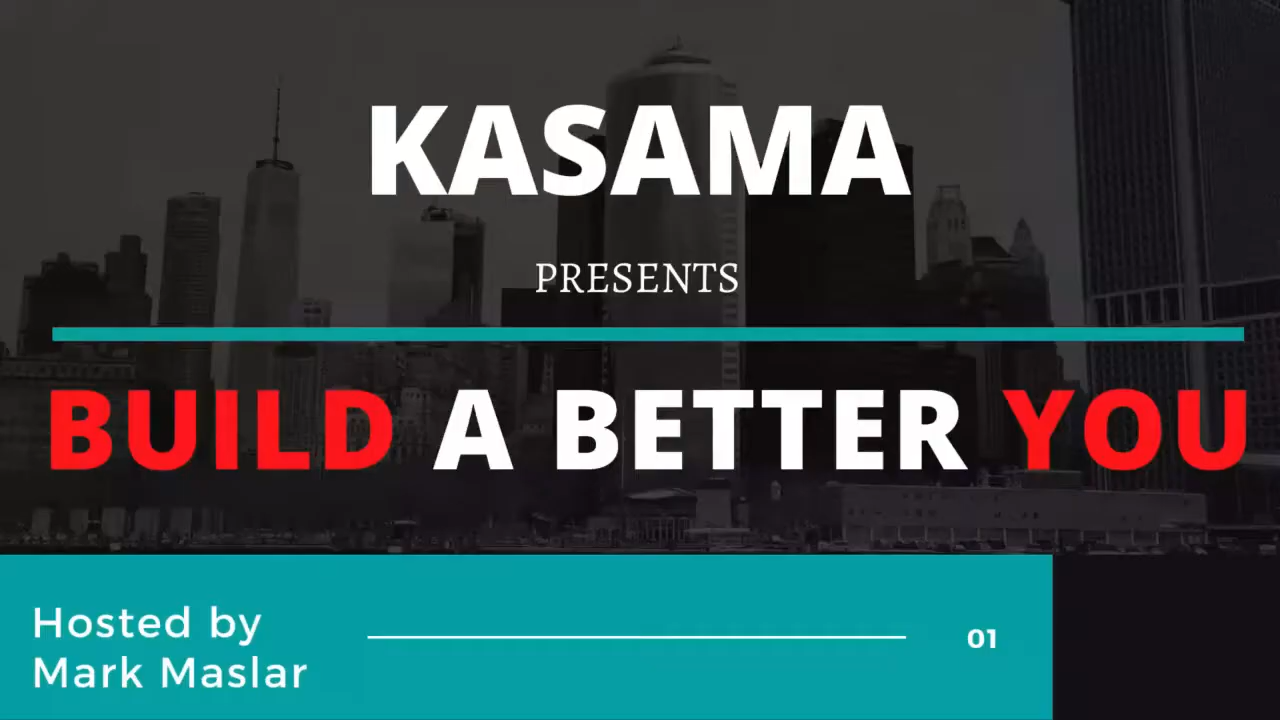 KASAMA
PRESENTS
BUILD A BETTER YOU
Hosted by
Mark Maslar
01